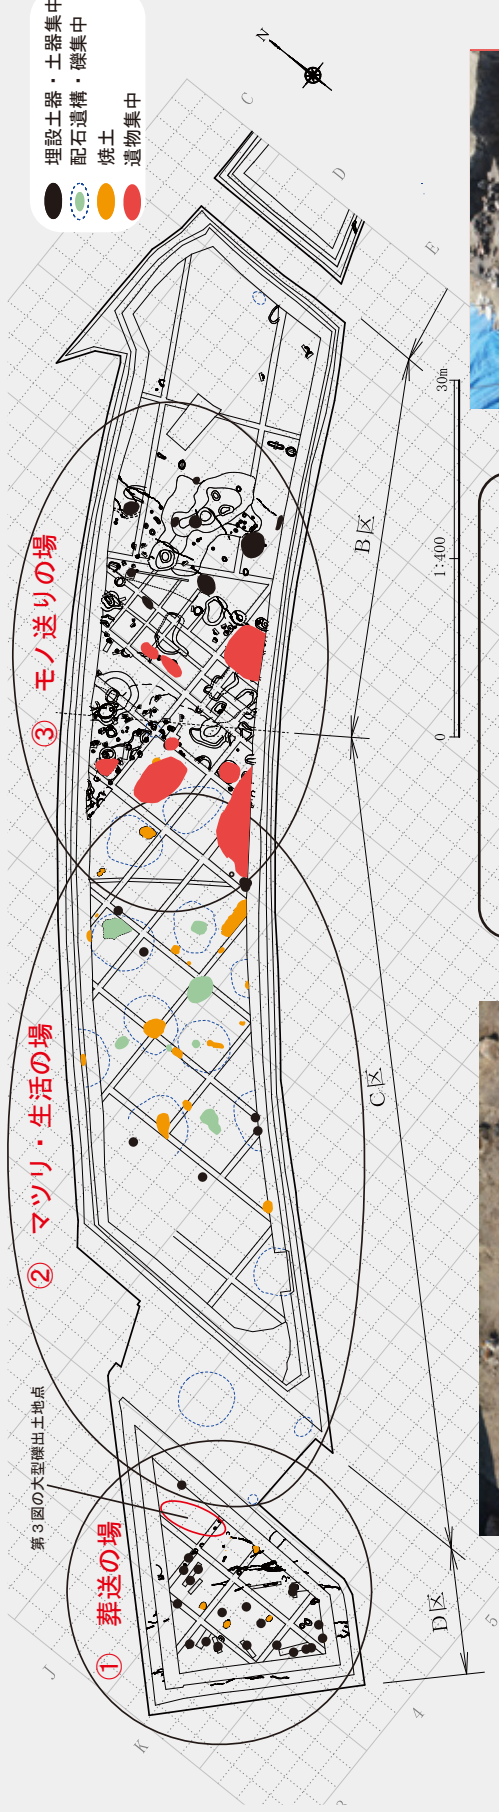 埋設土器・土器集中
配石遺構・礫集中
焼土
遺物集中
N
C
D
E
③ モノ送りの場
30m
1:400
0
B区
② マツリ・生活の場
C区
第3図の大型礫出土地点
① 葬送の場
D区
J
K
4
5